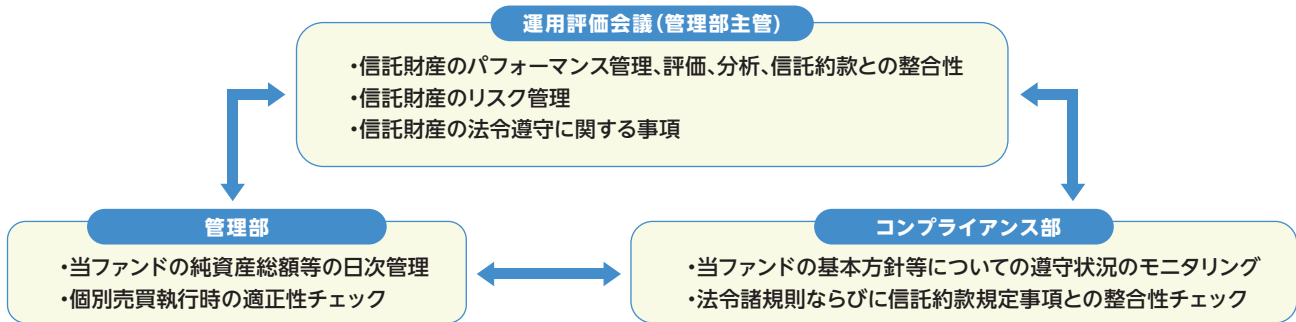 運用評価会議(管理部主管)
・信託財産のパフォーマンス管理、評価、分析、信託約款との整合性
・信託財産のリスク管理
・信託財産の法令遵守に関する事項
管理部
・当ファンドの純資産総額等の日次管理
・個別売買執行時の適正性チェック
コンプライアンス部
・当ファンドの基本方針等についての遵守状況のモニタリング
・法令諸規則ならびに信託約款規定事項との整合性チェック